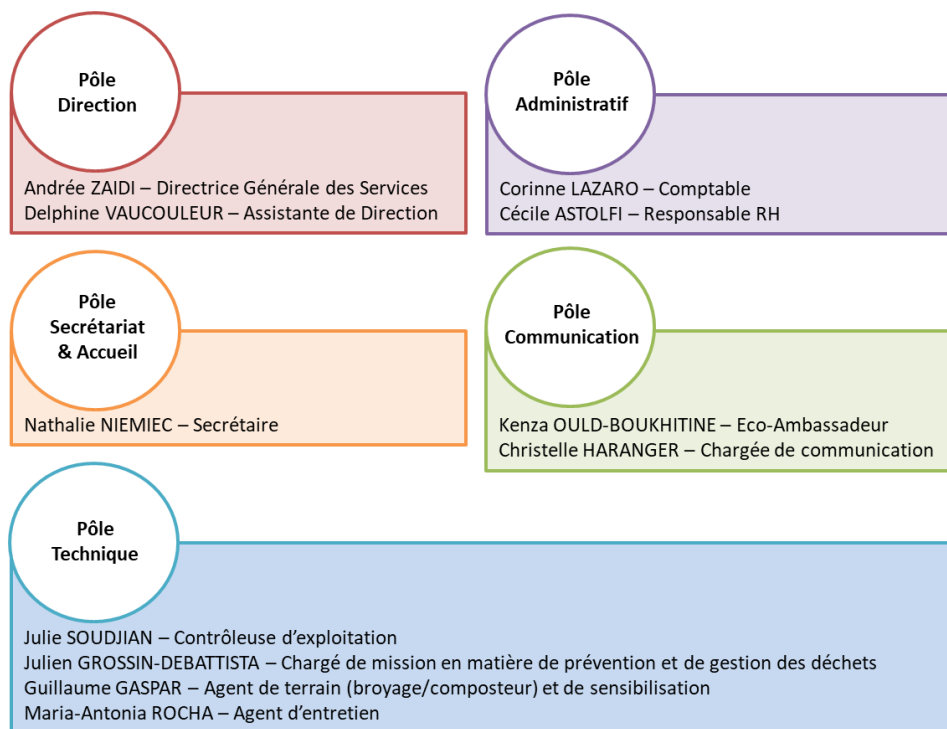 Pôle
Direction
Andrée ZAIDI – Directrice Générale des Services
Delphine VAUCOULEUR – Assistante de Direction
Pôle
Administratif
Corinne LAZARO – Comptable
Cécile ASTOLFI – Responsable RH
Pôle
Secrétariat
& Accueil
Nathalie NIEMIEC – Secrétaire
Pôle
Communication
Kenza OULD-BOUKHITINE – Eco-Ambassadeur
Christelle HARANGER – Chargée de communication
Pôle
Technique
Julie SOUDJIAN – Contrôleuse d’exploitation
Julien GROSSIN-DEBATTISTA – Chargé de mission en matière de prévention et de gestion des déchets
Guillaume GASPAR – Agent de terrain (broyage/composteur) et de sensibilisation
Maria-Antonia ROCHA – Agent d’entretien